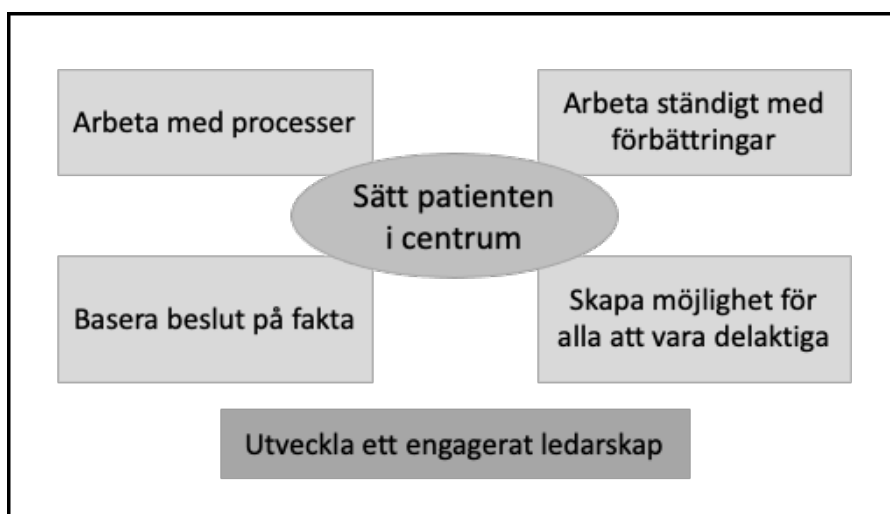 Arbeta med processer
Arbeta ständigt med
förbättringar
Sätt patienten
i centrum
Basera beslut på fakta
Skapa möjlighet för
alla att vara delaktiga
Utveckla ett engagerat ledarskap